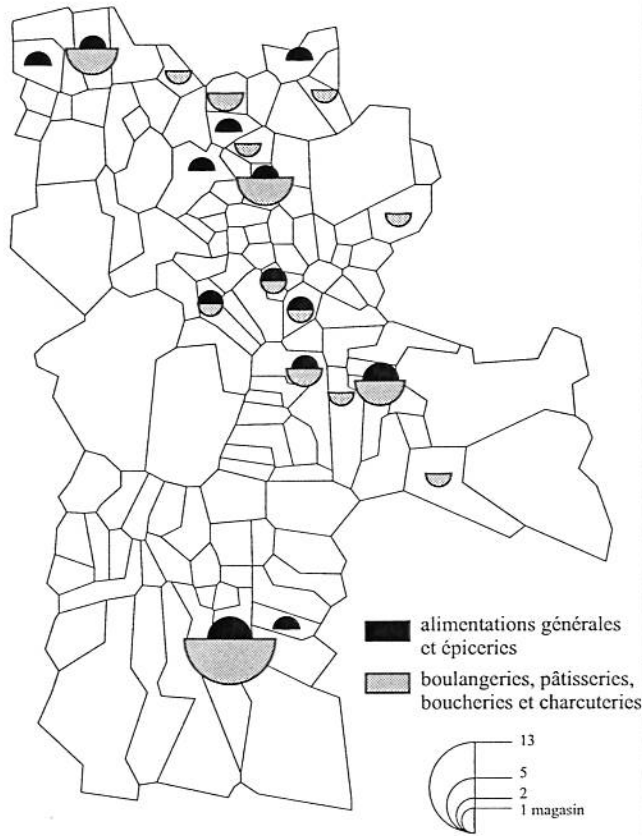 alimentations générales
et épiceries
boulangeries, pâtisseries,
boucheries et charcuteries
13
5
2
1 magasin